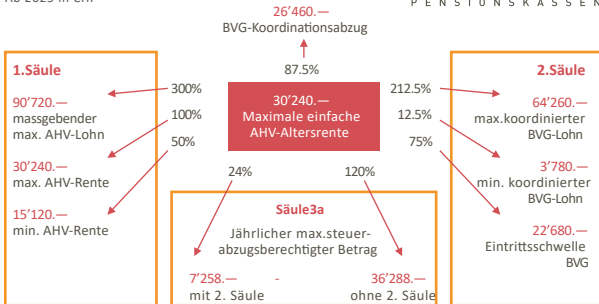 Ab 2025 in CHF
PENSIONSKASSEN
26’460.—
BVG-Koordinationsabzug
87.5%
1.Säule
90’720.—
massgebender
max. AHV-Lohn
30’240.—
max. AHV-Rente
15’120.—
min. AHV-Rente
300%
100%
50%
30’240.—
Maximale einfache
AHV-Altersrente
212.5%
12.5%
75%
2.Säule
64’260.—
max.koordinierter
BVG-Lohn
3’780.—
min. koordinierter
BVG-Lohn
22’680.—
Eintrittsschwelle
BVG
24%
120%
Säule3a
Jährlicher max.steuer-
abzugsberechtigter Betrag
7’258.— - 36’288.—
mit 2. Säule ohne 2. Säule